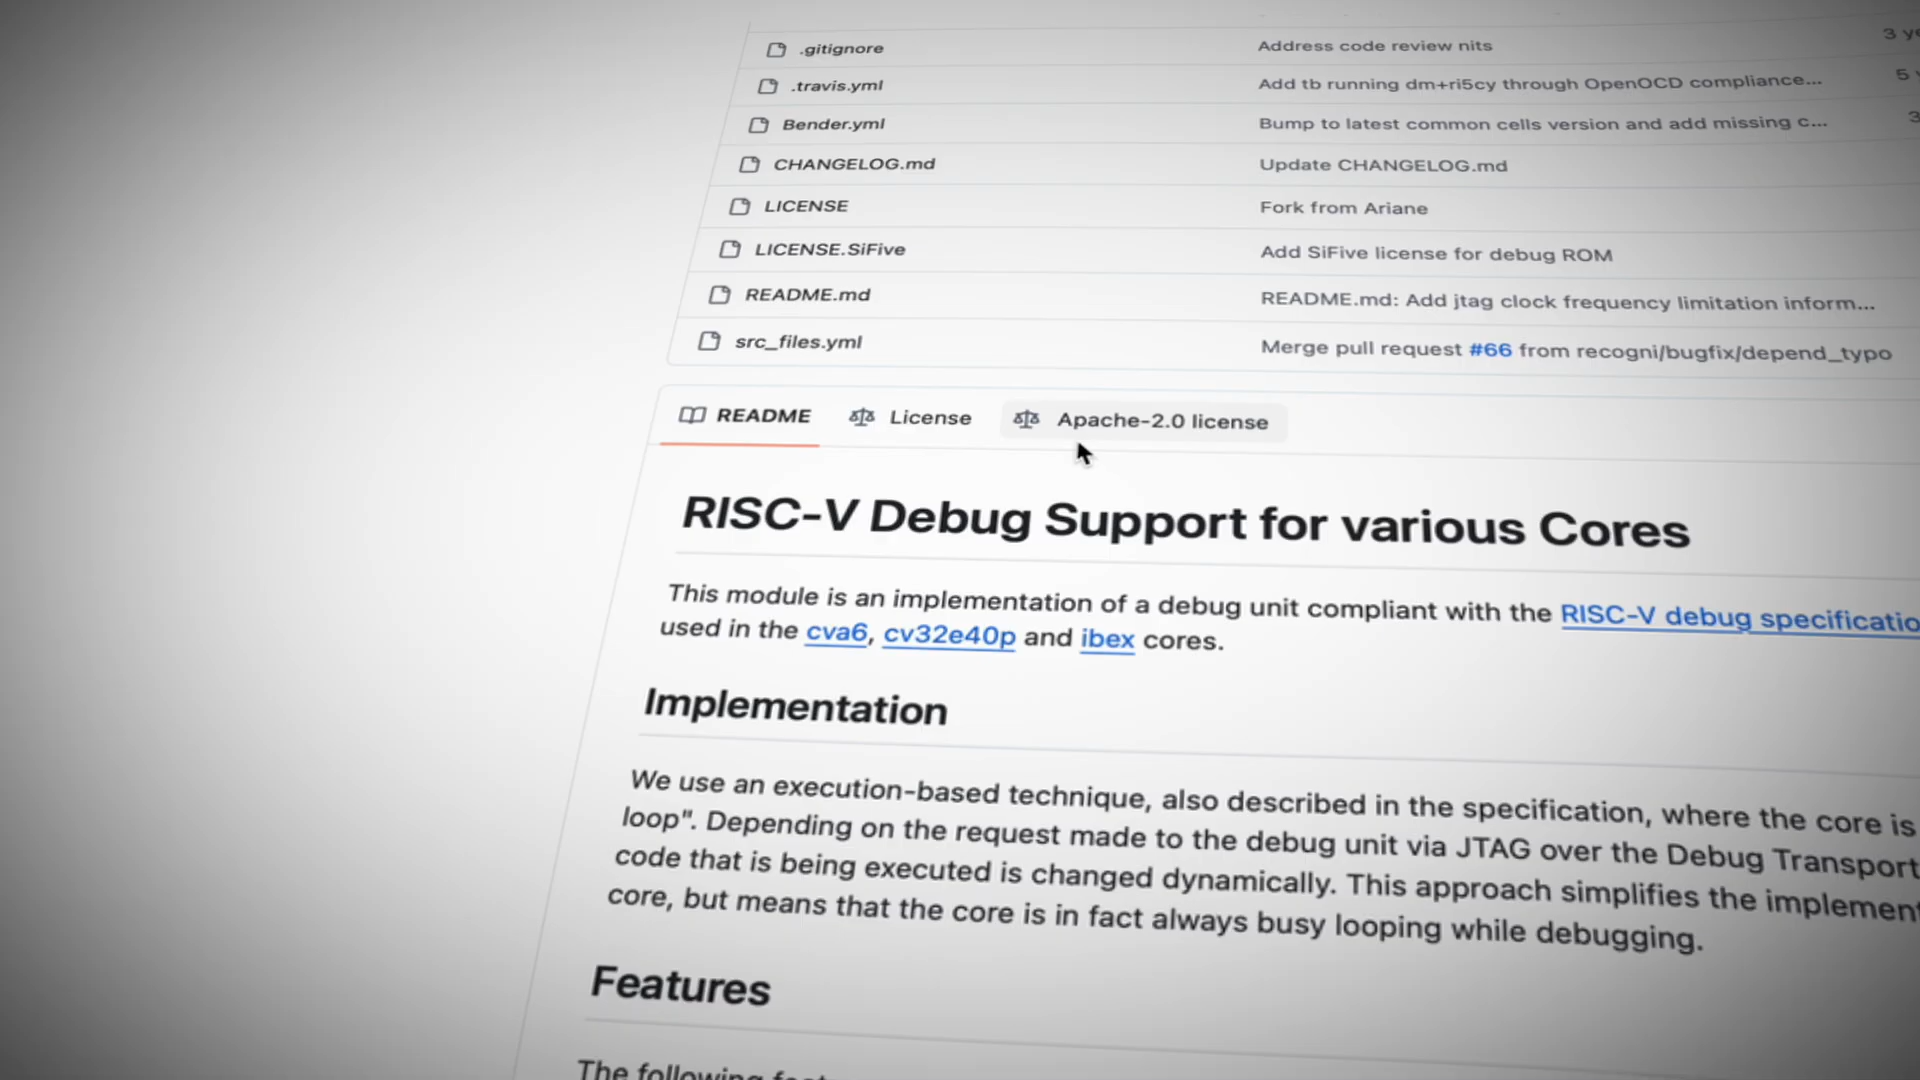 .gitignore Address code review nits 3
.travis.yml Add tb running dm+ri5cy through OpenOCD compliance... 5
Bender.yml Bump to latest common cells version and add missing c... 3
CHANGELOG.md Update CHANGELOG.md
LICENSE Fork from Ariane
LICENSE.SiFive Add SiFive license for debug ROM
README.md README.md: Add jtag clock frequency limitation inform...
src_files.yml Merge pull request #66 from recogni/bugfix/depend_typo
README License Apache-2.0 license
RISC-V Debug Support for various Cores
This module is an implementation of a debug unit compliant with the RISC-V debug specificatio
used in the cva6, cv32e40p and ibex cores.
Implementation
We use an execution-based technique, also described in the specification, where the core is
loop". Depending on the request made to the debug unit via JTAG over the Debug Transport
code that is being executed is changed dynamically. This approach simplifies the implement
core, but means that the core is in fact always busy looping while debugging.
Features
The following